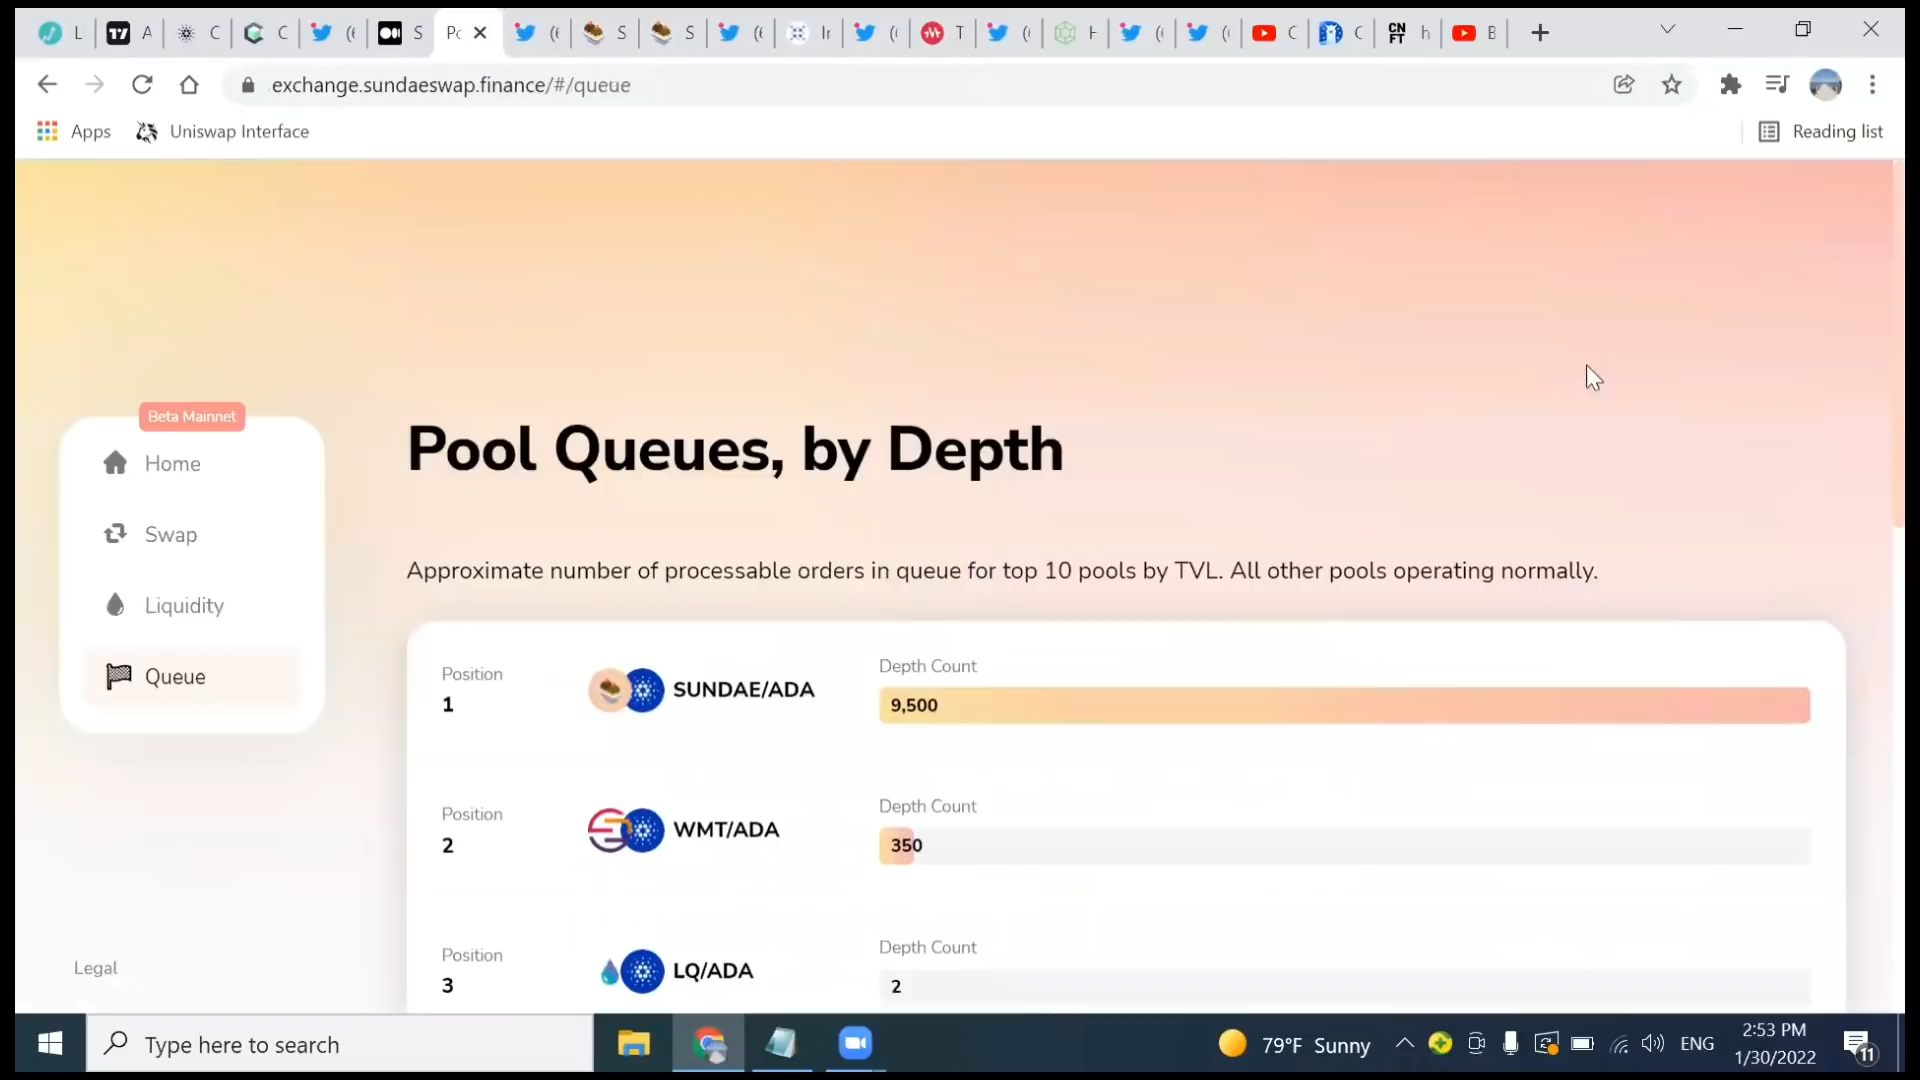 L A C C ( S Pc ( S S ( Ir ( T ( H ( ( C C CNFT h B
exchange.sundaeswap.finance/#/queue
Apps Uniswap Interface Reading list
Beta Mainnet
Home
Swap
Liquidity
Queue
Legal
Pool Queues, by Depth
Approximate number of processable orders in queue for top 10 pools by TVL. All other pools operating normally.
Position
1
SUNDAE/ADA
Depth Count
9,500
Position
2
WMT/ADA
Depth Count
350
Position
3
LQ/ADA
Depth Count
2
Type here to search
79°F Sunny
ENG
2:53 PM
1/30/2022
11